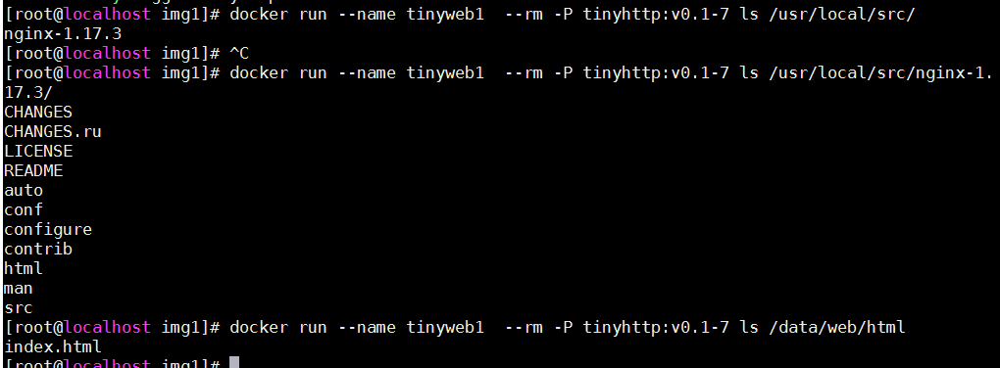 [root@localhost img1]# docker run --name tinyweb1  --rm -P tinyhttp:v0.1-7 ls /usr/local/src/
nginx-1.17.3
[root@localhost img1]# ^C
[root@localhost img1]# docker run --name tinyweb1  --rm -P tinyhttp:v0.1-7 ls /usr/local/src/nginx-1.
17.3/
CHANGES
CHANGES.ru
LICENSE
README
auto
conf
configure
contrib
html
man
src
[root@localhost img1]# docker run --name tinyweb1  --rm -P tinyhttp:v0.1-7 ls /data/web/html
index.html
[root@localhost img1]#